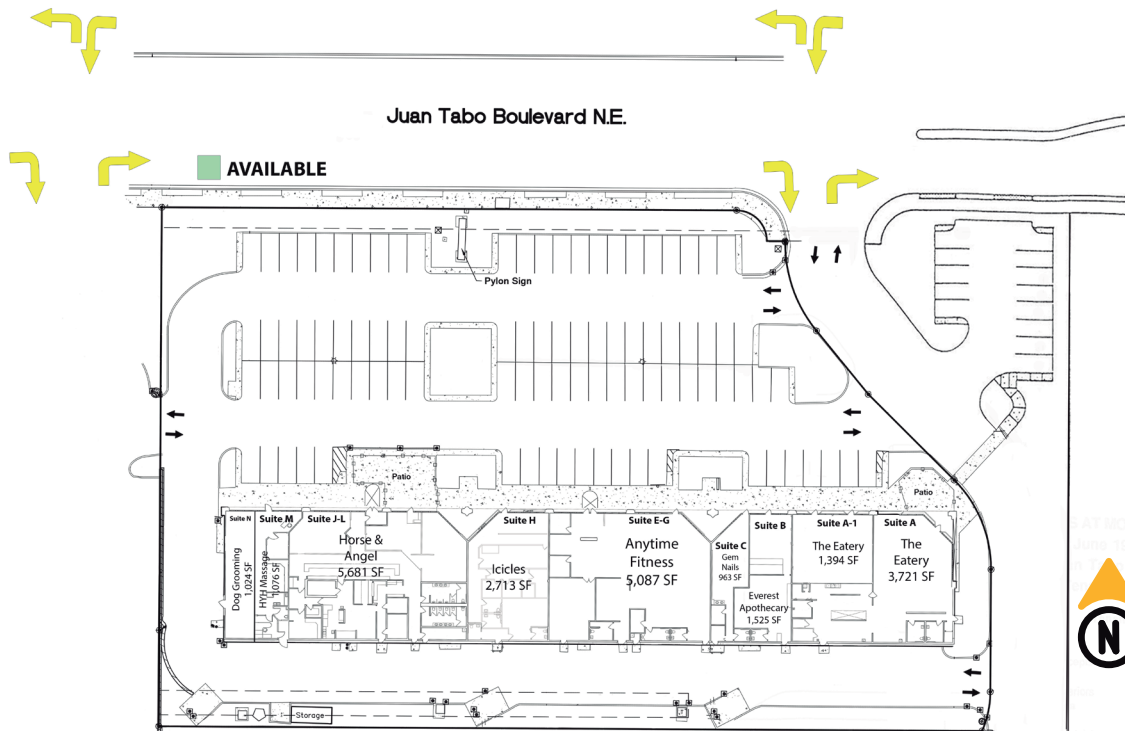 Juan Tabo Boulevard N.E.
AVAILABLE
Pylon Sign
Patio
Patio
Suite N
Dog Grooming
1,024 SF
Suite M
HYH Massage
1,076 SF
Suite J-L
Horse &
Angel
5,681 SF
Suite H
Icicles
2,713 SF
Suite E-G
Anytime
Fitness
5,087 SF
Suite C
Gem
Nails
963 SF
Suite B
Everest
Apothecary
1,525 SF
Suite A-1
The Eatery
1,394 SF
Suite A
The
Eatery
3,721 SF
Storage
N